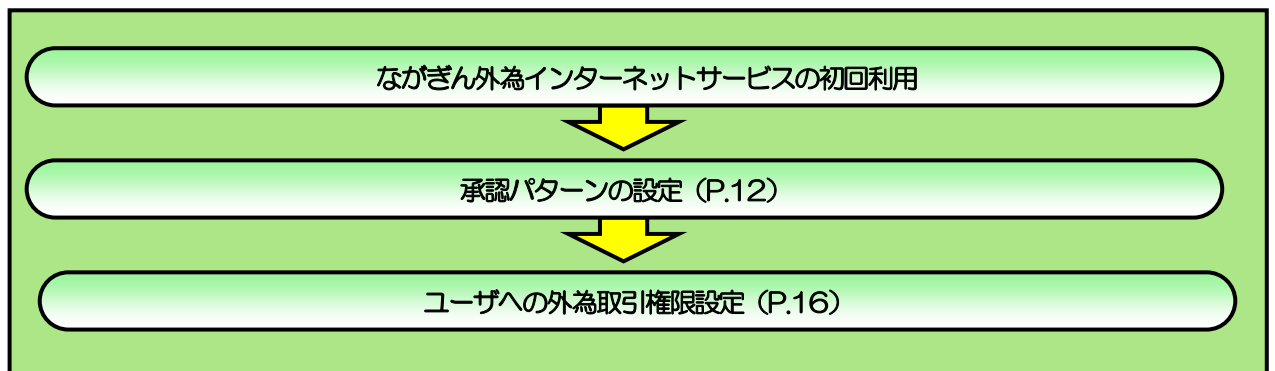 ながぎん外為インターネットサービスの初回利用
承認パターンの設定（P.12）
ユーザへの外為取引権限設定（P.16）